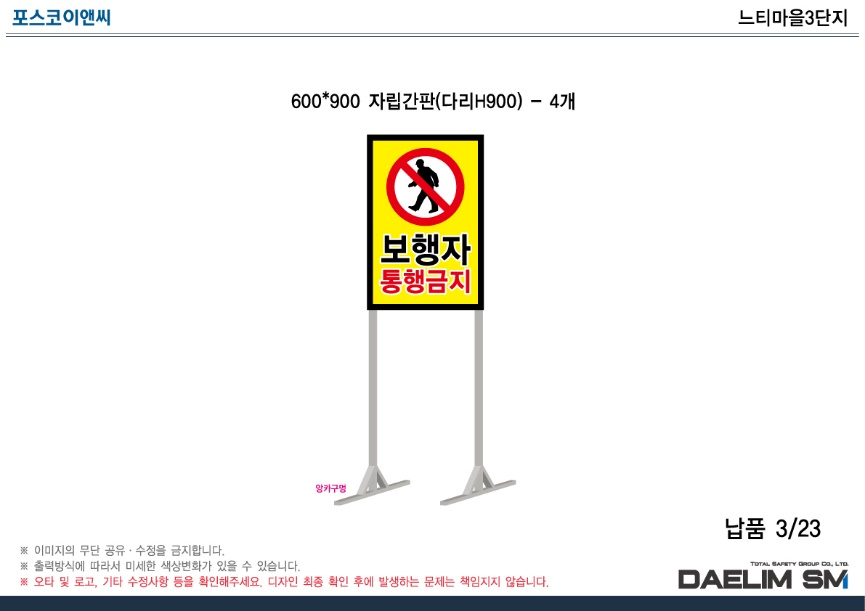 포스코이앤씨
느티마을3단지
600*900 자립간판(다리H900) - 4개
보행자
통행금지
앙카구멍
납품 3/23
※ 이미지의 무단 공유 · 수정을 금지합니다.
※ 출력방식에 따라서 미세한 색상변화가 있을 수 있습니다.
※ 오타 및 로고, 기타 수정사항 등을 확인해주세요. 디자인 최종 확인 후에 발생하는 문제는 책임지지 않습니다.
TOTAL SAFETY GROUP CO., LTD.
DAELIM SM